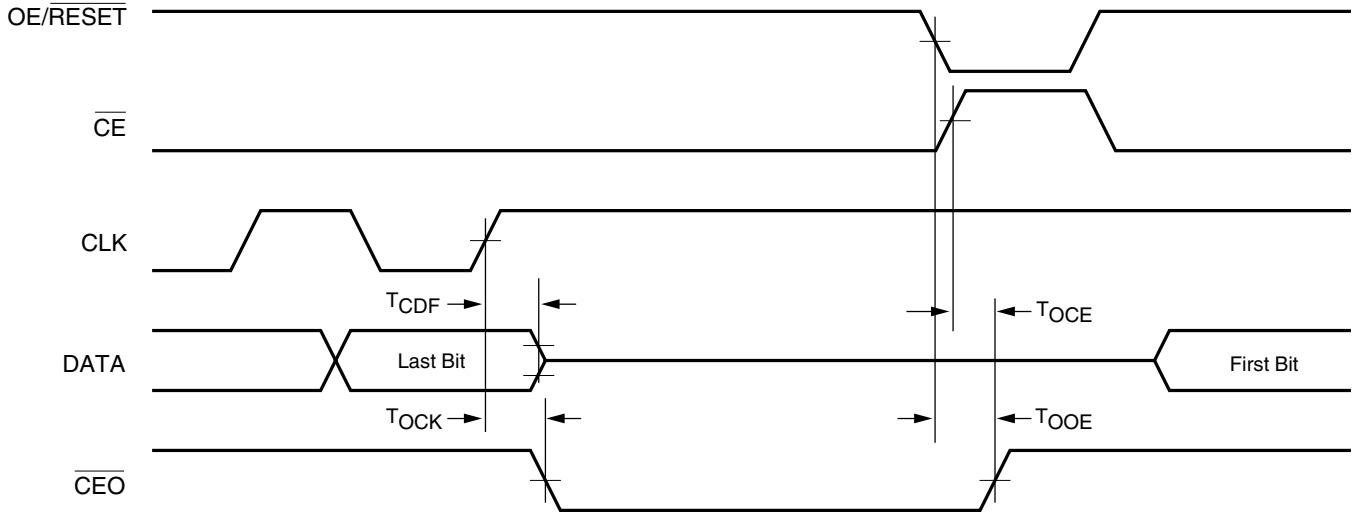 OE/RESET
CE
CLK
TCDF
TOCE
DATA
Last Bit
First Bit
TOCK
TOOE
CEO